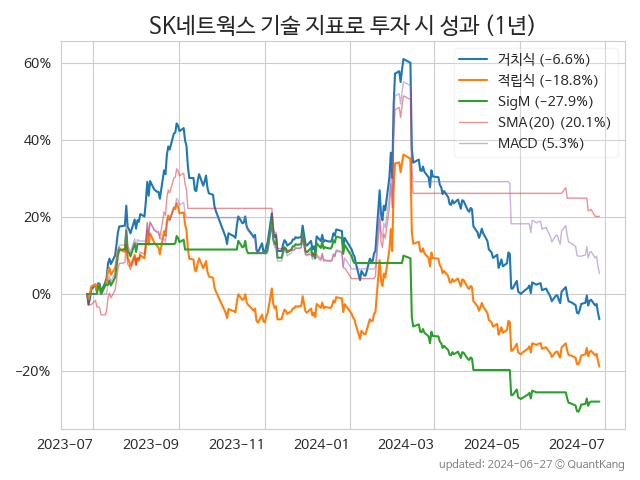 SK네트웍스 기술 지표로 투자 시 성과 (1년)
거치식 (−6.6%)
적립식 (−18.8%)
SigM (−27.9%)
SMA(20) (20.1%)
MACD (5.3%)
60%
40%
20%
0%
−20%
2023-07 2023-09 2023-11 2024-01 2024-03 2024-05 2024-07
updated: 2024-06-27 © QuantKang